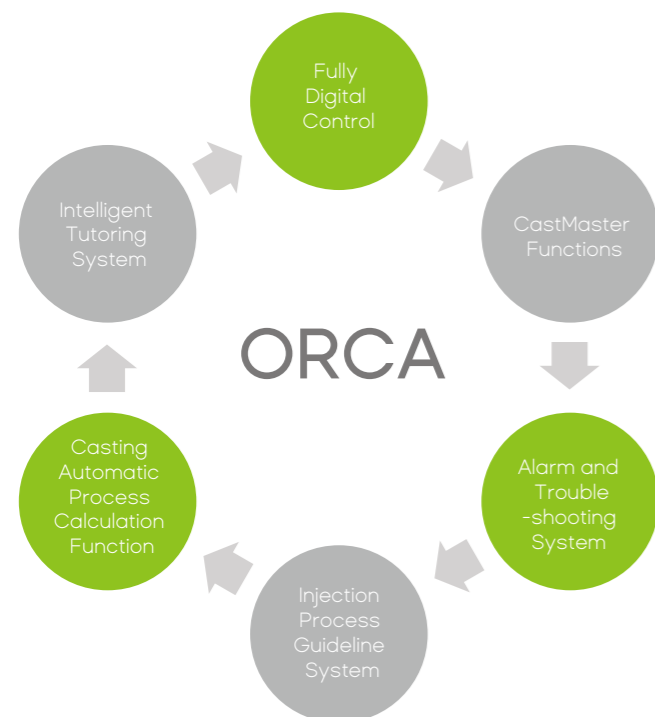 Fully
Digital
Control
CastMaster
Functions
Alarm and
Trouble
-shooting
System
Injection
Process
Guideline
System
Casting
Automatic
Process
Calculation
Function
Intelligent
Tutoring
System
ORCA